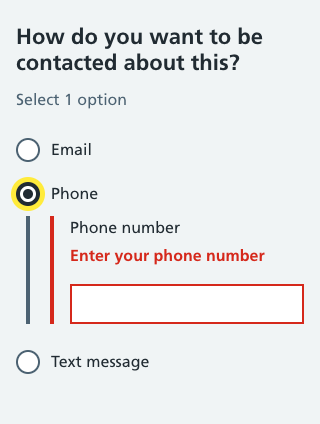 How do you want to be
contacted about this?
Select 1 option
Email
Phone
Phone number
Enter your phone number
Text message